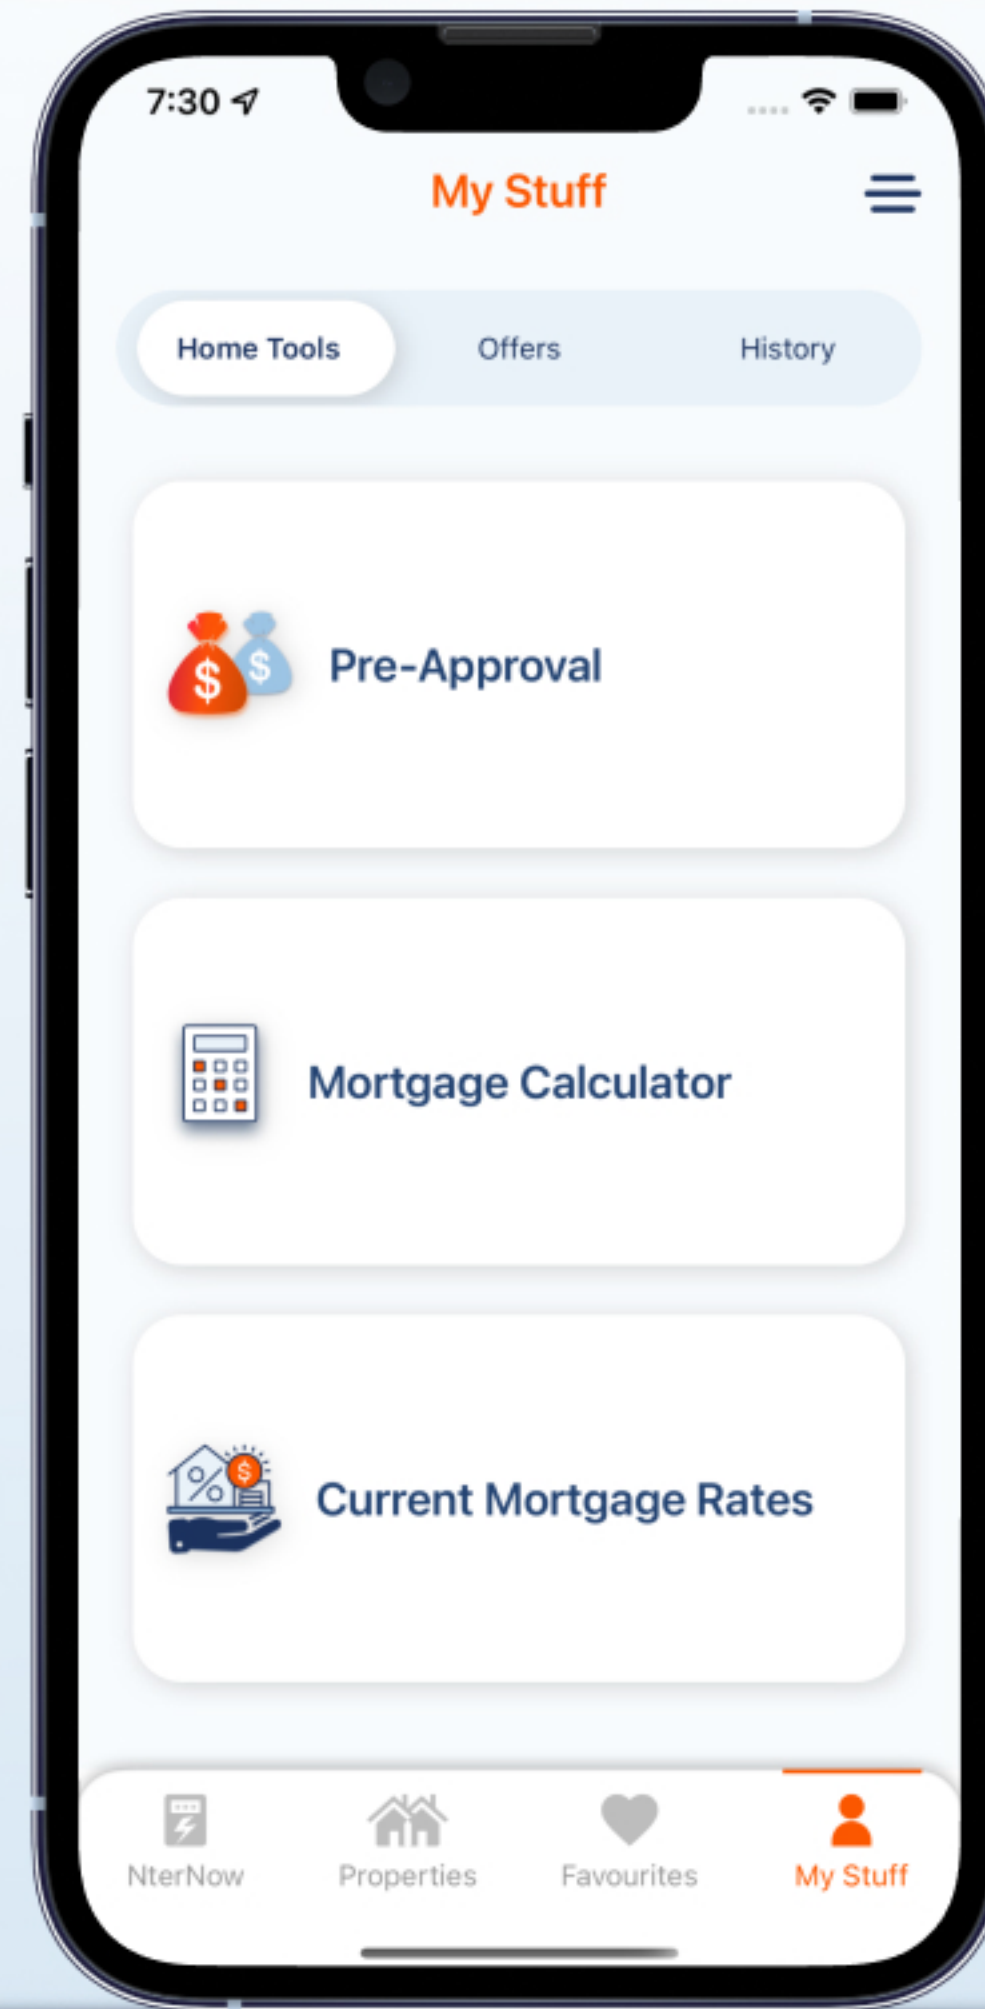 7:30
My Stuff
Home Tools Offers History
$ $ Pre-Approval
Mortgage Calculator
% $ Current Mortgage Rates
NterNow Properties Favourites My Stuff